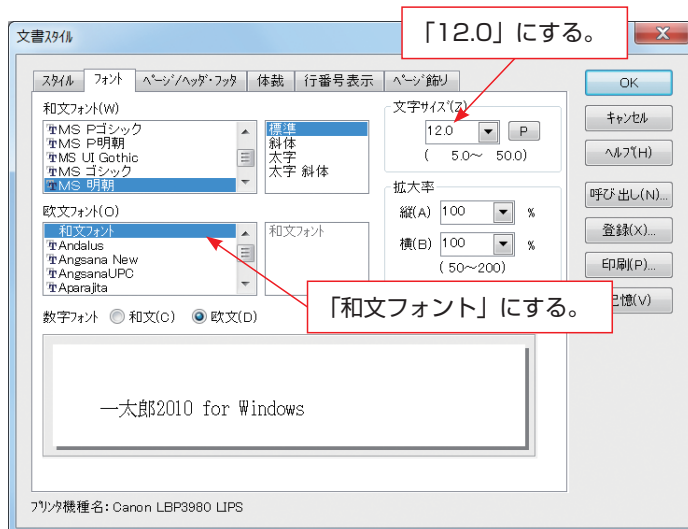 「12.0」にする。
文書ｽﾀｲﾙ
ｽﾀｲﾙ ﾌｫﾝﾄ ﾍﾟｰｼﾞ/ﾍｯﾀﾞ･ﾌｯﾀ 体裁 行番号表示 ﾍﾟｰｼﾞ飾り
和文ﾌｫﾝﾄ(W)
MS Pゴシック
MS P明朝
MS UI Gothic
MS ゴシック
MS 明朝
標準
斜体
太字
太字 斜体
文字ｻｲｽﾞ(Z)
12.0 P
( 5.0～ 50.0)
欧文ﾌｫﾝﾄ(O)
和文ﾌｫﾝﾄ
Andalus
Angsana New
AngsanaUPC
Aparajita
和文ﾌｫﾝﾄ
拡大率
縦(A) 100 %
横(B) 100 %
(50～200)
「和文フォント」にする。
数字ﾌｫﾝﾄ 和文(C) 欧文(D)
一太郎2010 for Windows
OK
ｷｬﾝｾﾙ
ﾍﾙﾌﾟ(H)
呼び出し(N)...
登録(X)...
印刷(P)...
憶(V)
ﾌﾟﾘﾝﾀ機種名: Canon LBP3980 LIPS